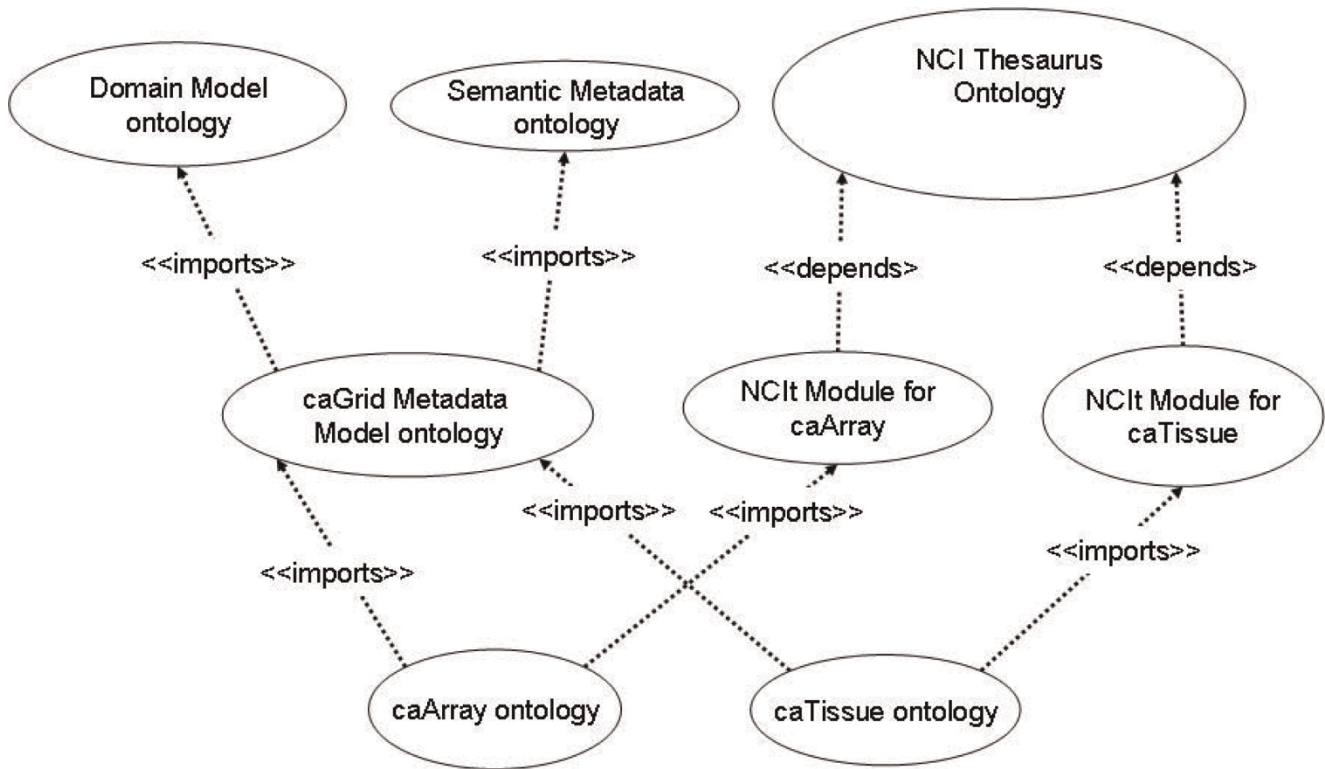 Domain Model
ontology
Semantic Metadata
ontology
NCI Thesaurus
Ontology
<<imports>>
<<imports>>
<<depends>
<<depends>
caGrid Metadata
Model ontology
NCIt Module for
caArray
NCIt Module for
caTissue
<<imports>>
<<imports>>
<<imports>>
<<imports>>
caArray ontology
caTissue ontology